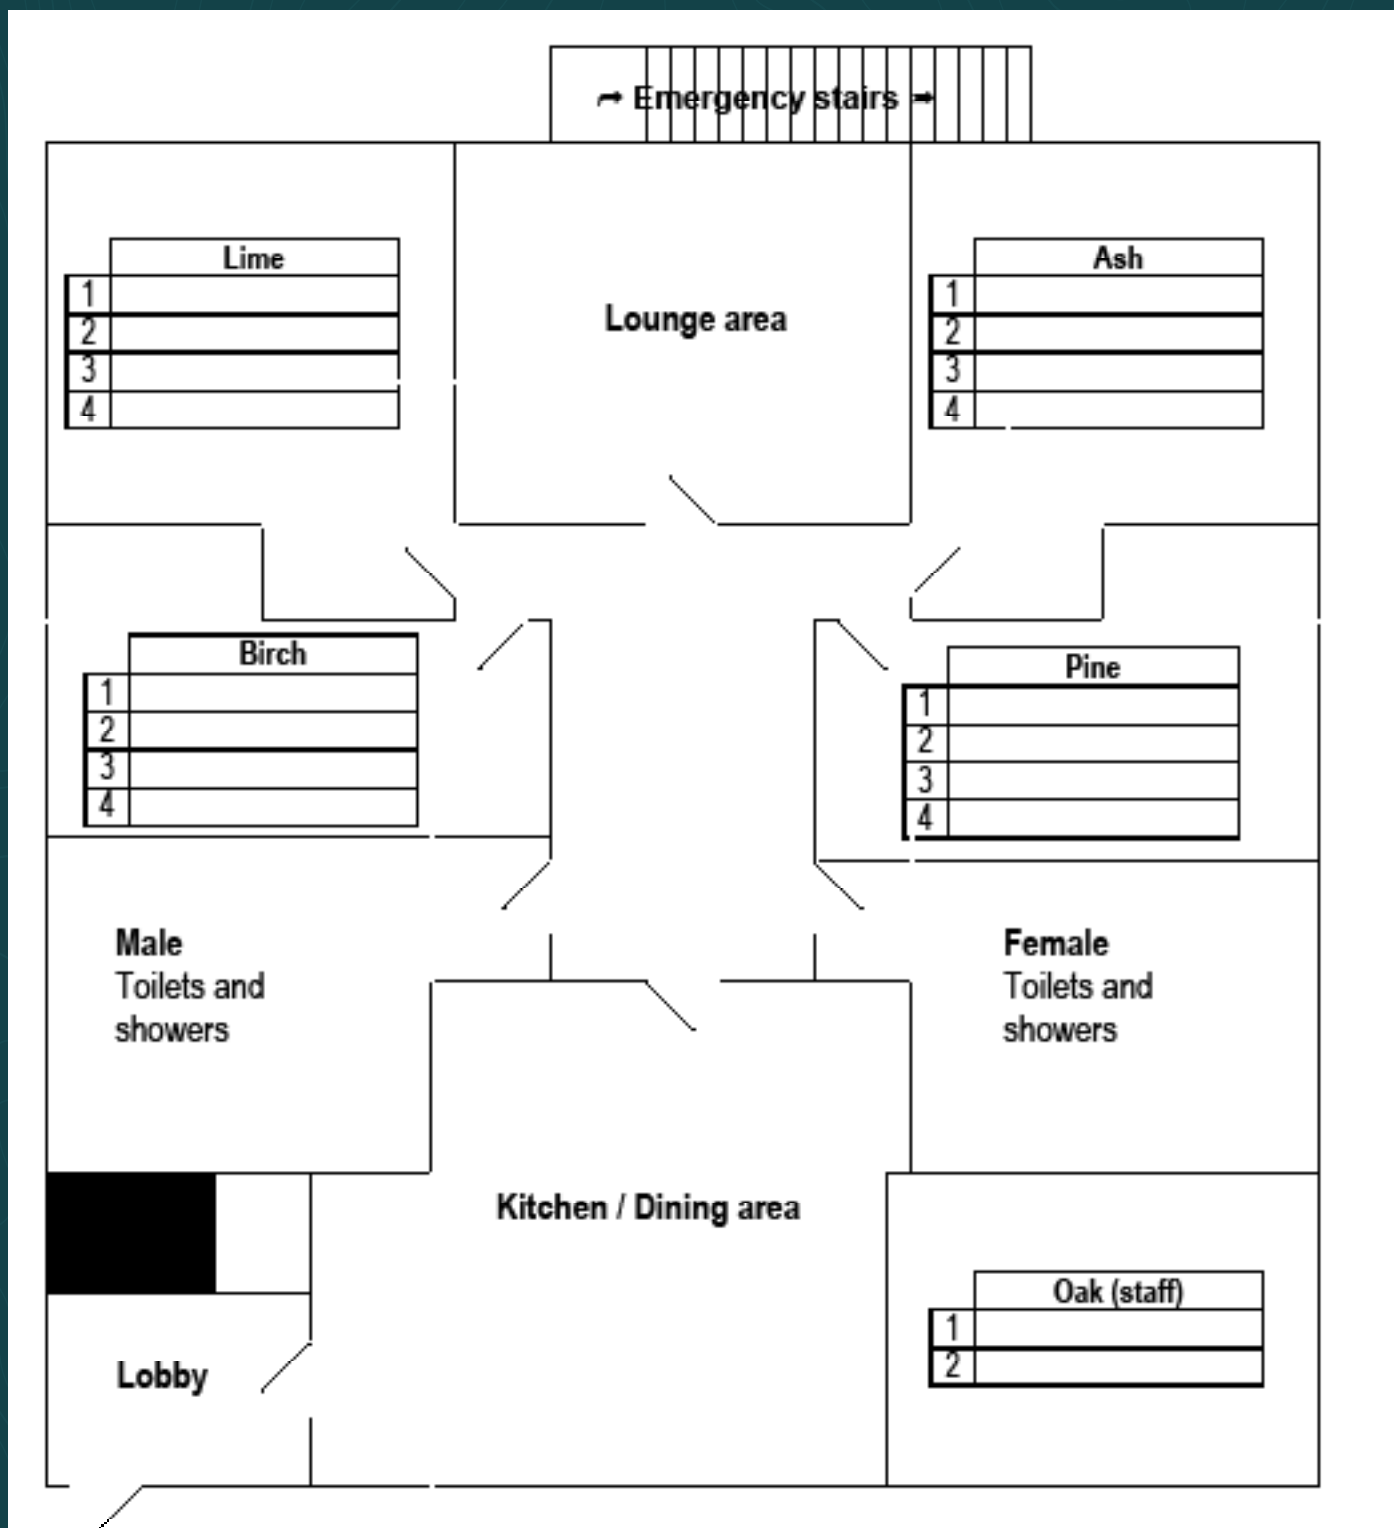 Emergency stairs
Lime
1
2
3
4
Lounge area
Ash
1
2
3
4
Birch
1
2
3
4
Pine
1
2
3
4
Male
Toilets and
showers
Female
Toilets and
showers
Kitchen / Dining area
Oak (staff)
1
2
Lobby